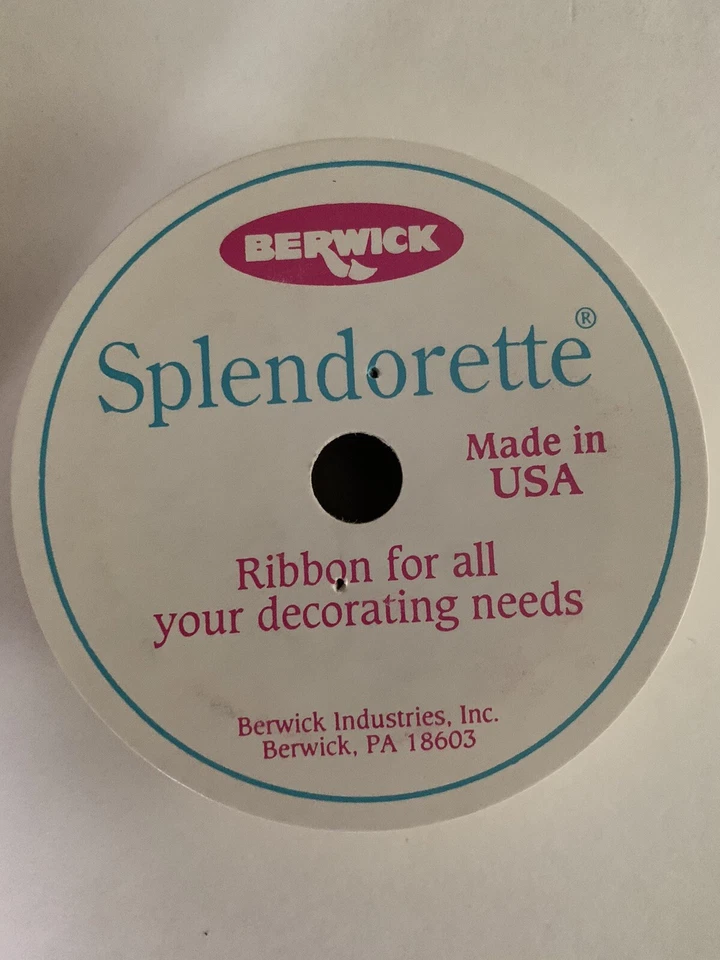 BERWICK
Splendorette®
Made in
USA
Ribbon for all
your decorating needs
Berwick Industries, Inc.
Berwick, PA 18603